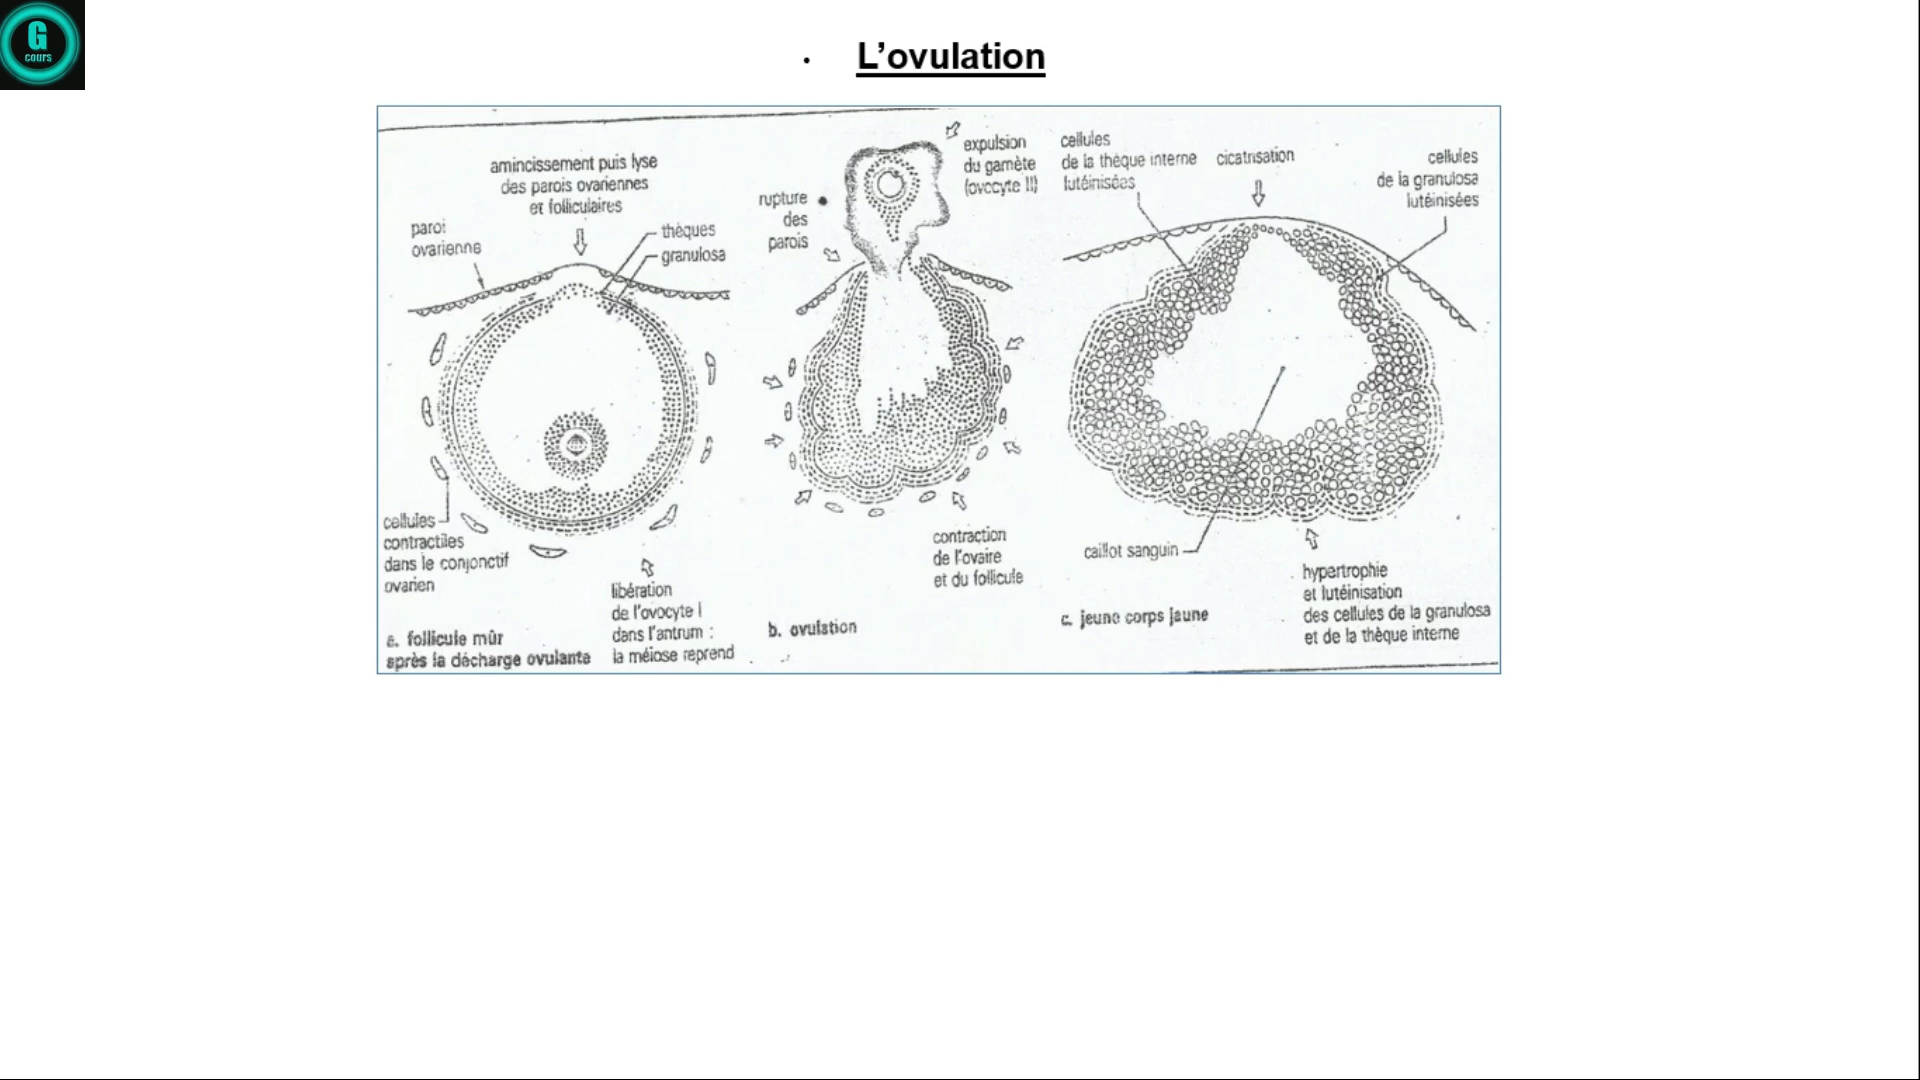 G
cours
L'ovulation
amincissement puis lyse
des parois ovariennes
et folliculaires
paroi
ovarienne
thèques
granulosa
cellules
contractiles
dans le conjonctif
ovarien
libération
de l'ovocyte I
dans l'antrum :
la méiose reprend
a. follicule mûr
après la décharge ovulante
rupture
des
parois
expulsion
du gamète
(ovocyte II)
contraction
de l'ovaire
et du follicule
b. ovulation
cellules
de la thèque interne
lutéinisées
cicatrisation
cellules
de la granulosa
lutéinisées
caillot sanguin
c. jeune corps jaune
hypertrophie
et lutéinisation
des cellules de la granulosa
et de la thèque interne